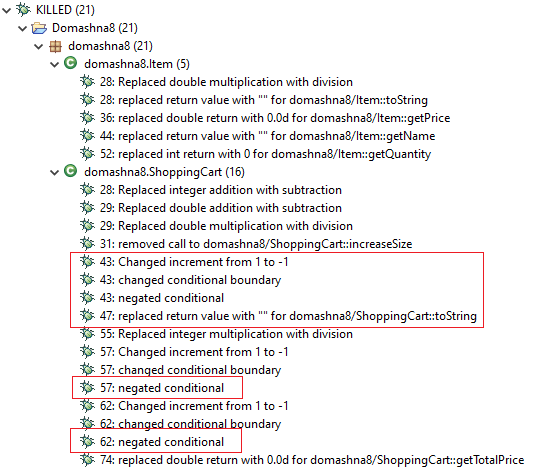 KILLED (21)
Domashna8 (21)
domashna8 (21)
domashna8.Item (5)
28: Replaced double multiplication with division
28: replaced return value with "" for domashna8/Item::toString
36: replaced double return with 0.0d for domashna8/Item::getPrice
44: replaced return value with "" for domashna8/Item::getName
52: replaced int return with 0 for domashna8/Item::getQuantity
domashna8.ShoppingCart (16)
28: Replaced integer addition with subtraction
29: Replaced double addition with subtraction
29: Replaced double multiplication with division
31: removed call to domashna8/ShoppingCart::increaseSize
43: Changed increment from 1 to -1
43: changed conditional boundary
43: negated conditional
47: replaced return value with "" for domashna8/ShoppingCart::toString
55: Replaced integer multiplication with division
57: Changed increment from 1 to -1
57: changed conditional boundary
57: negated conditional
62: Changed increment from 1 to -1
62: changed conditional boundary
62: negated conditional
74: replaced double return with 0.0d for domashna8/ShoppingCart::getTotalPrice